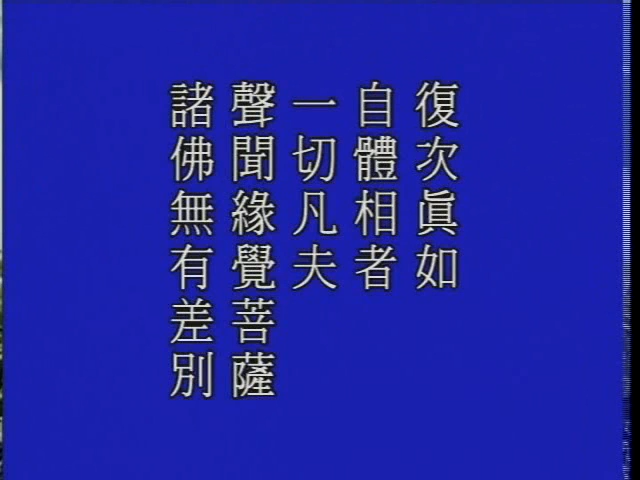 復次眞如
自體相者
一切凡夫
聲聞緣覺菩薩
諸佛無有差別